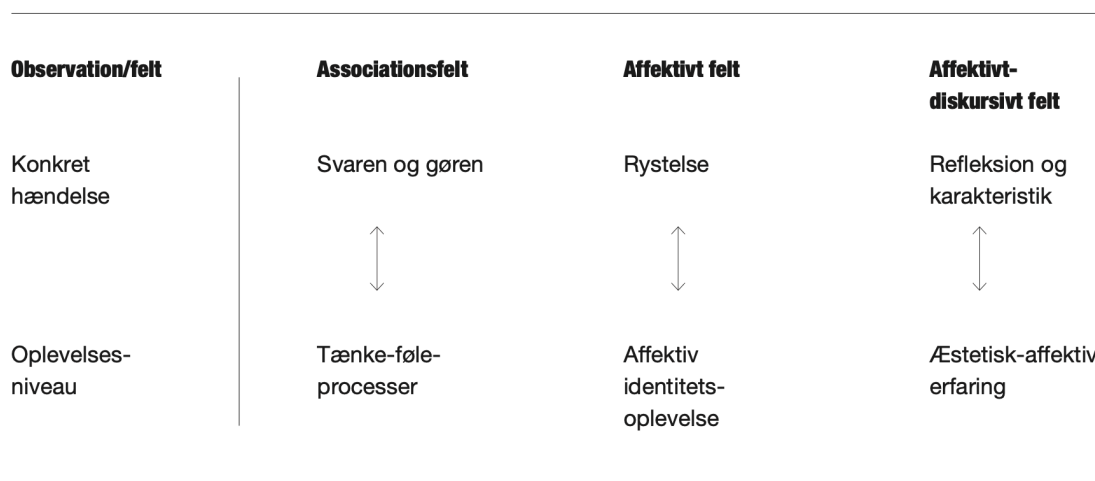 Observation/felt
Associationsfelt
Affektivt felt
Affektivt-
diskursivt felt
Konkret
hændelse
Svaren og gøren
Rystelse
Refleksion og
karakteristik
Oplevelses-
niveau
Tænke-føle-
processer
Affektiv
identitets-
oplevelse
Æstetisk-affektiv
erfaring